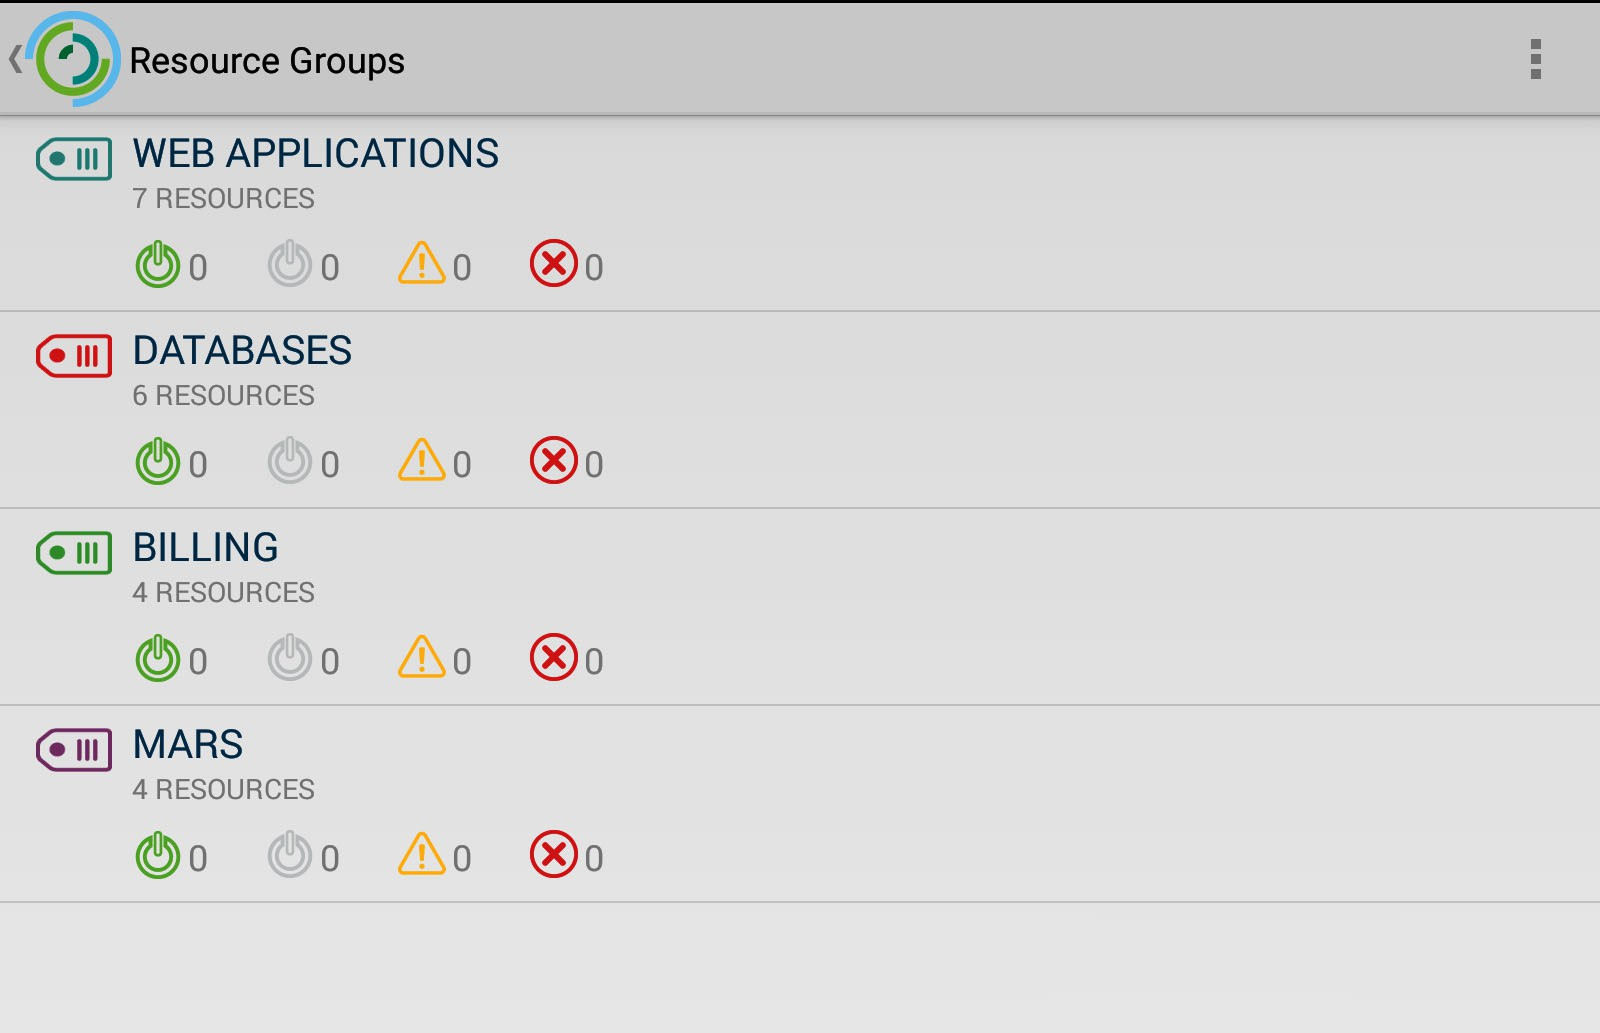 Resource Groups
WEB APPLICATIONS
7 RESOURCES
0 0 0 0
DATABASES
6 RESOURCES
0 0 0 0
BILLING
4 RESOURCES
0 0 0 0
MARS
4 RESOURCES
0 0 0 0